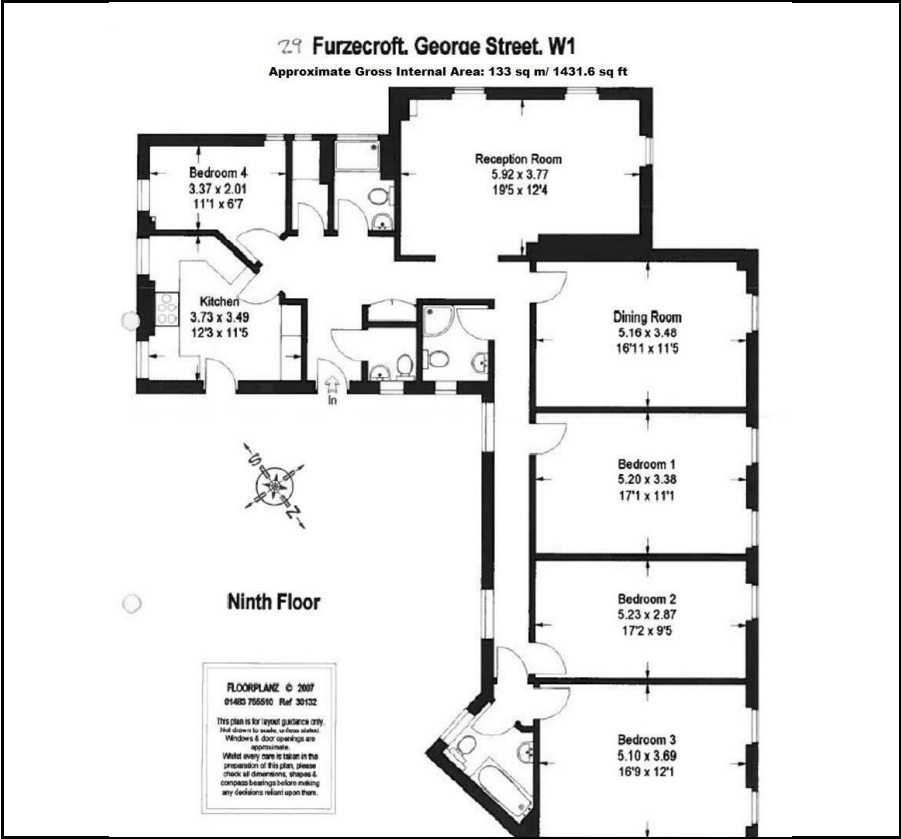 29 Furzecroft. George Street. W1
Approximate Gross Internal Area: 133 sq m/ 1431.6 sq ft
Reception Room
5.92 x 3.77
19'5 x 12'4
Bedroom 4
3.37 x 2.01
11'1 x 6'7
Kitchen
3.73 x 3.49
12'3 x 11'5
Dining Room
5.16 x 3.48
16'11 x 11'5
In
Bedroom 1
5.20 x 3.38
17'1 x 11'1
S
N
Ninth Floor
Bedroom 2
5.23 x 2.87
17'2 x 9'5
Bedroom 3
5.10 x 3.69
16'9 x 12'1
FLOORPLANZ © 2007
01483 755510 Ref 30132
This plan is for layout guidance only.
Not drawn to scale, unless stated.
Windows & door openings are
approximate.
Whilst every care is taken in the
preparation of this plan, please
check all dimensions, shapes &
compass bearings before making
any decisions reliant upon them.